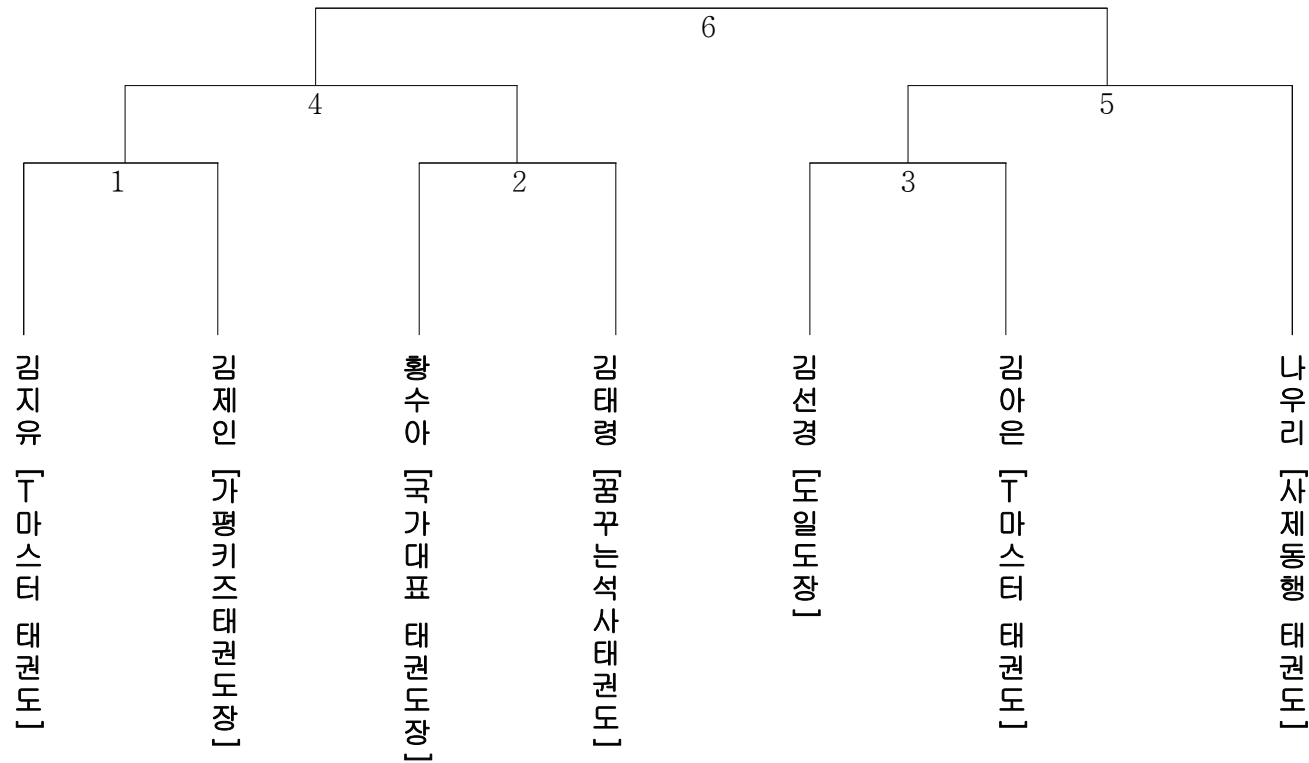 6
4
5
1
2
3
김지유 [T마스터 태권도]
김제인 [가평키즈태권도장]
황수아 [국가대표 태권도장]
김태령 [꿈꾸는석사태권도]
김선경 [도일도장]
김아은 [T마스터 태권도]
나우리 [사제동행 태권도]